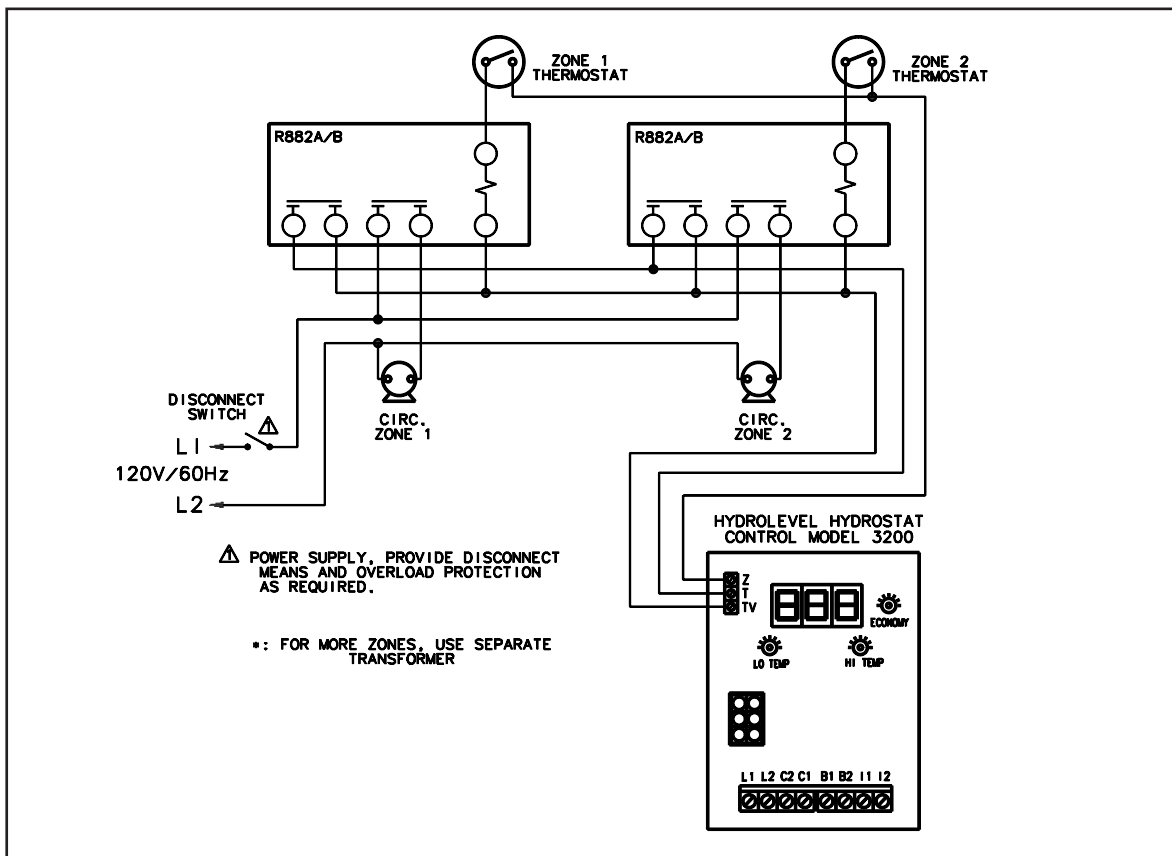 ZONE 1
THERMOSTAT
ZONE 2
THERMOSTAT
R882A/B
R882A/B
DISCONNECT
SWITCH
L1
120V/60Hz
L2
CIRC.
ZONE 1
CIRC.
ZONE 2
POWER SUPPLY, PROVIDE DISCONNECT
MEANS AND OVERLOAD PROTECTION
AS REQUIRED.
*: FOR MORE ZONES, USE SEPARATE
TRANSFORMER
HYDROLEVEL HYDROSTAT
CONTROL MODEL 3200
Z
T
TV
888
ECONOMY
LO TEMP
HI TEMP
L1 L2 C2 C1 B1 B2 I1 I2